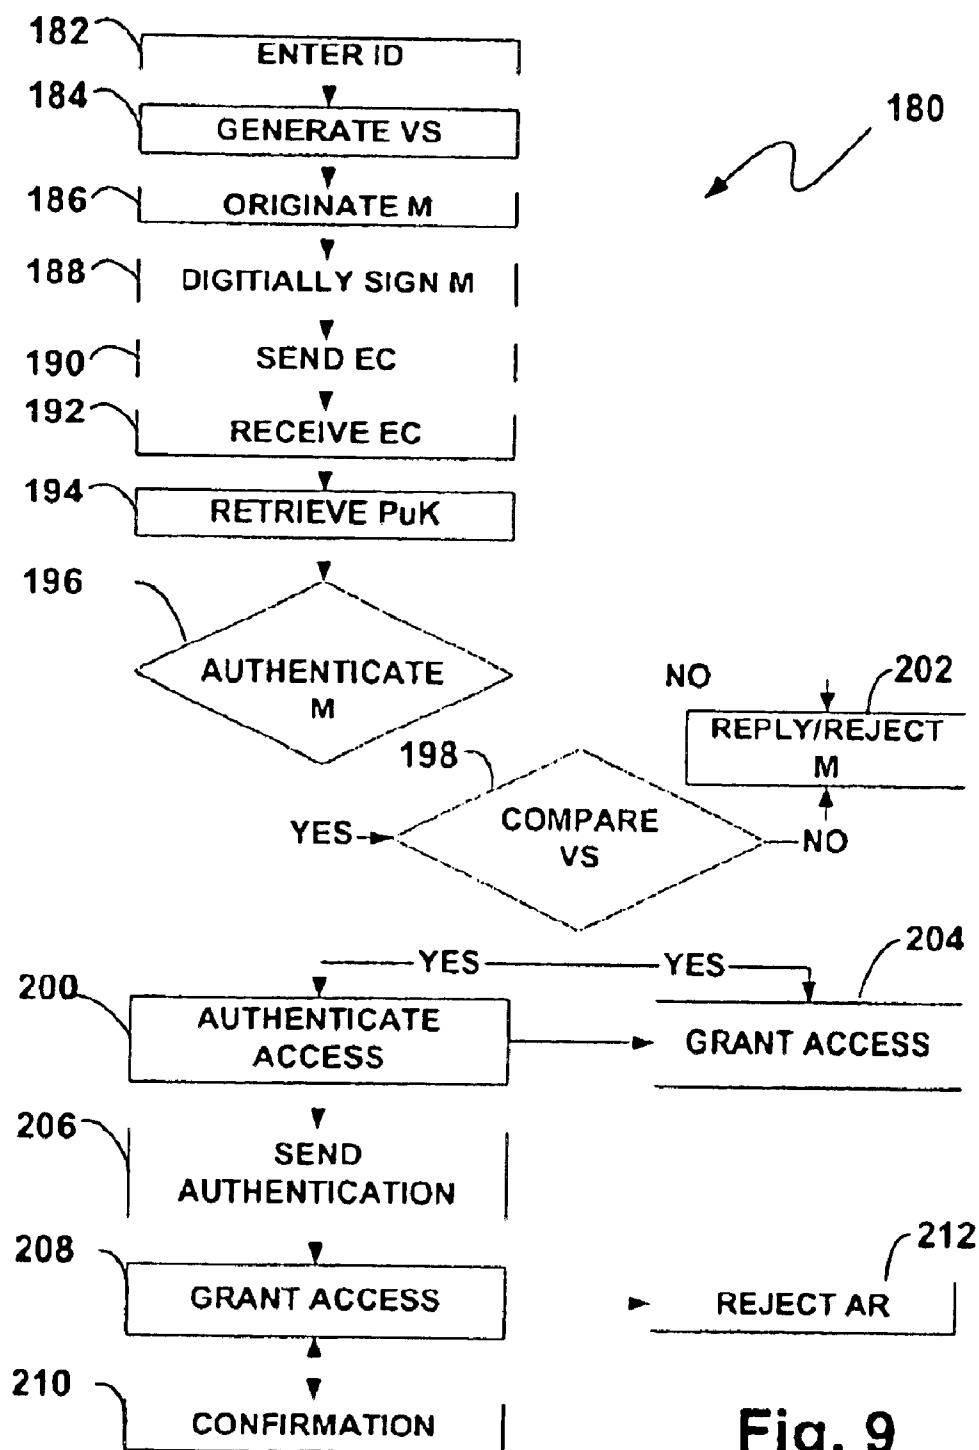 182
ENTER ID
184
GENERATE VS
180
186
ORIGINATE M
188
DIGITIALLY SIGN M
190
SEND EC
192
RECEIVE EC
194
RETRIEVE PuK
196
AUTHENTICATE
M
NO
202
REPLY/REJECT
M
198
COMPARE
VS
YES
NO
YES
YES
204
200
AUTHENTICATE
ACCESS
GRANT ACCESS
206
SEND
AUTHENTICATION
208
GRANT ACCESS
212
REJECT AR
210
CONFIRMATION
Fig. 9